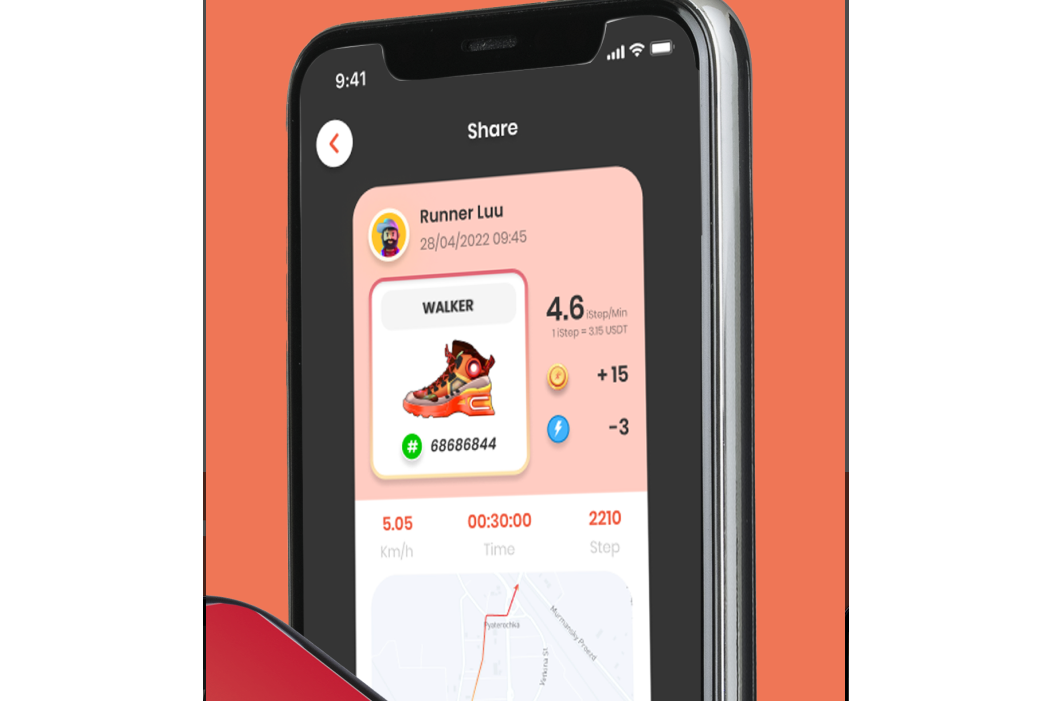 9:41
Share
Runner Luu
28/04/2022 09:45
WALKER
4.6 iStep/Min
1 iStep = 3.15 USDT
+15
-3
# 68686844
5.05 00:30:00 2210
Km/h Time Step
Pyaterochka
Murmansky Proezd
Verkina St